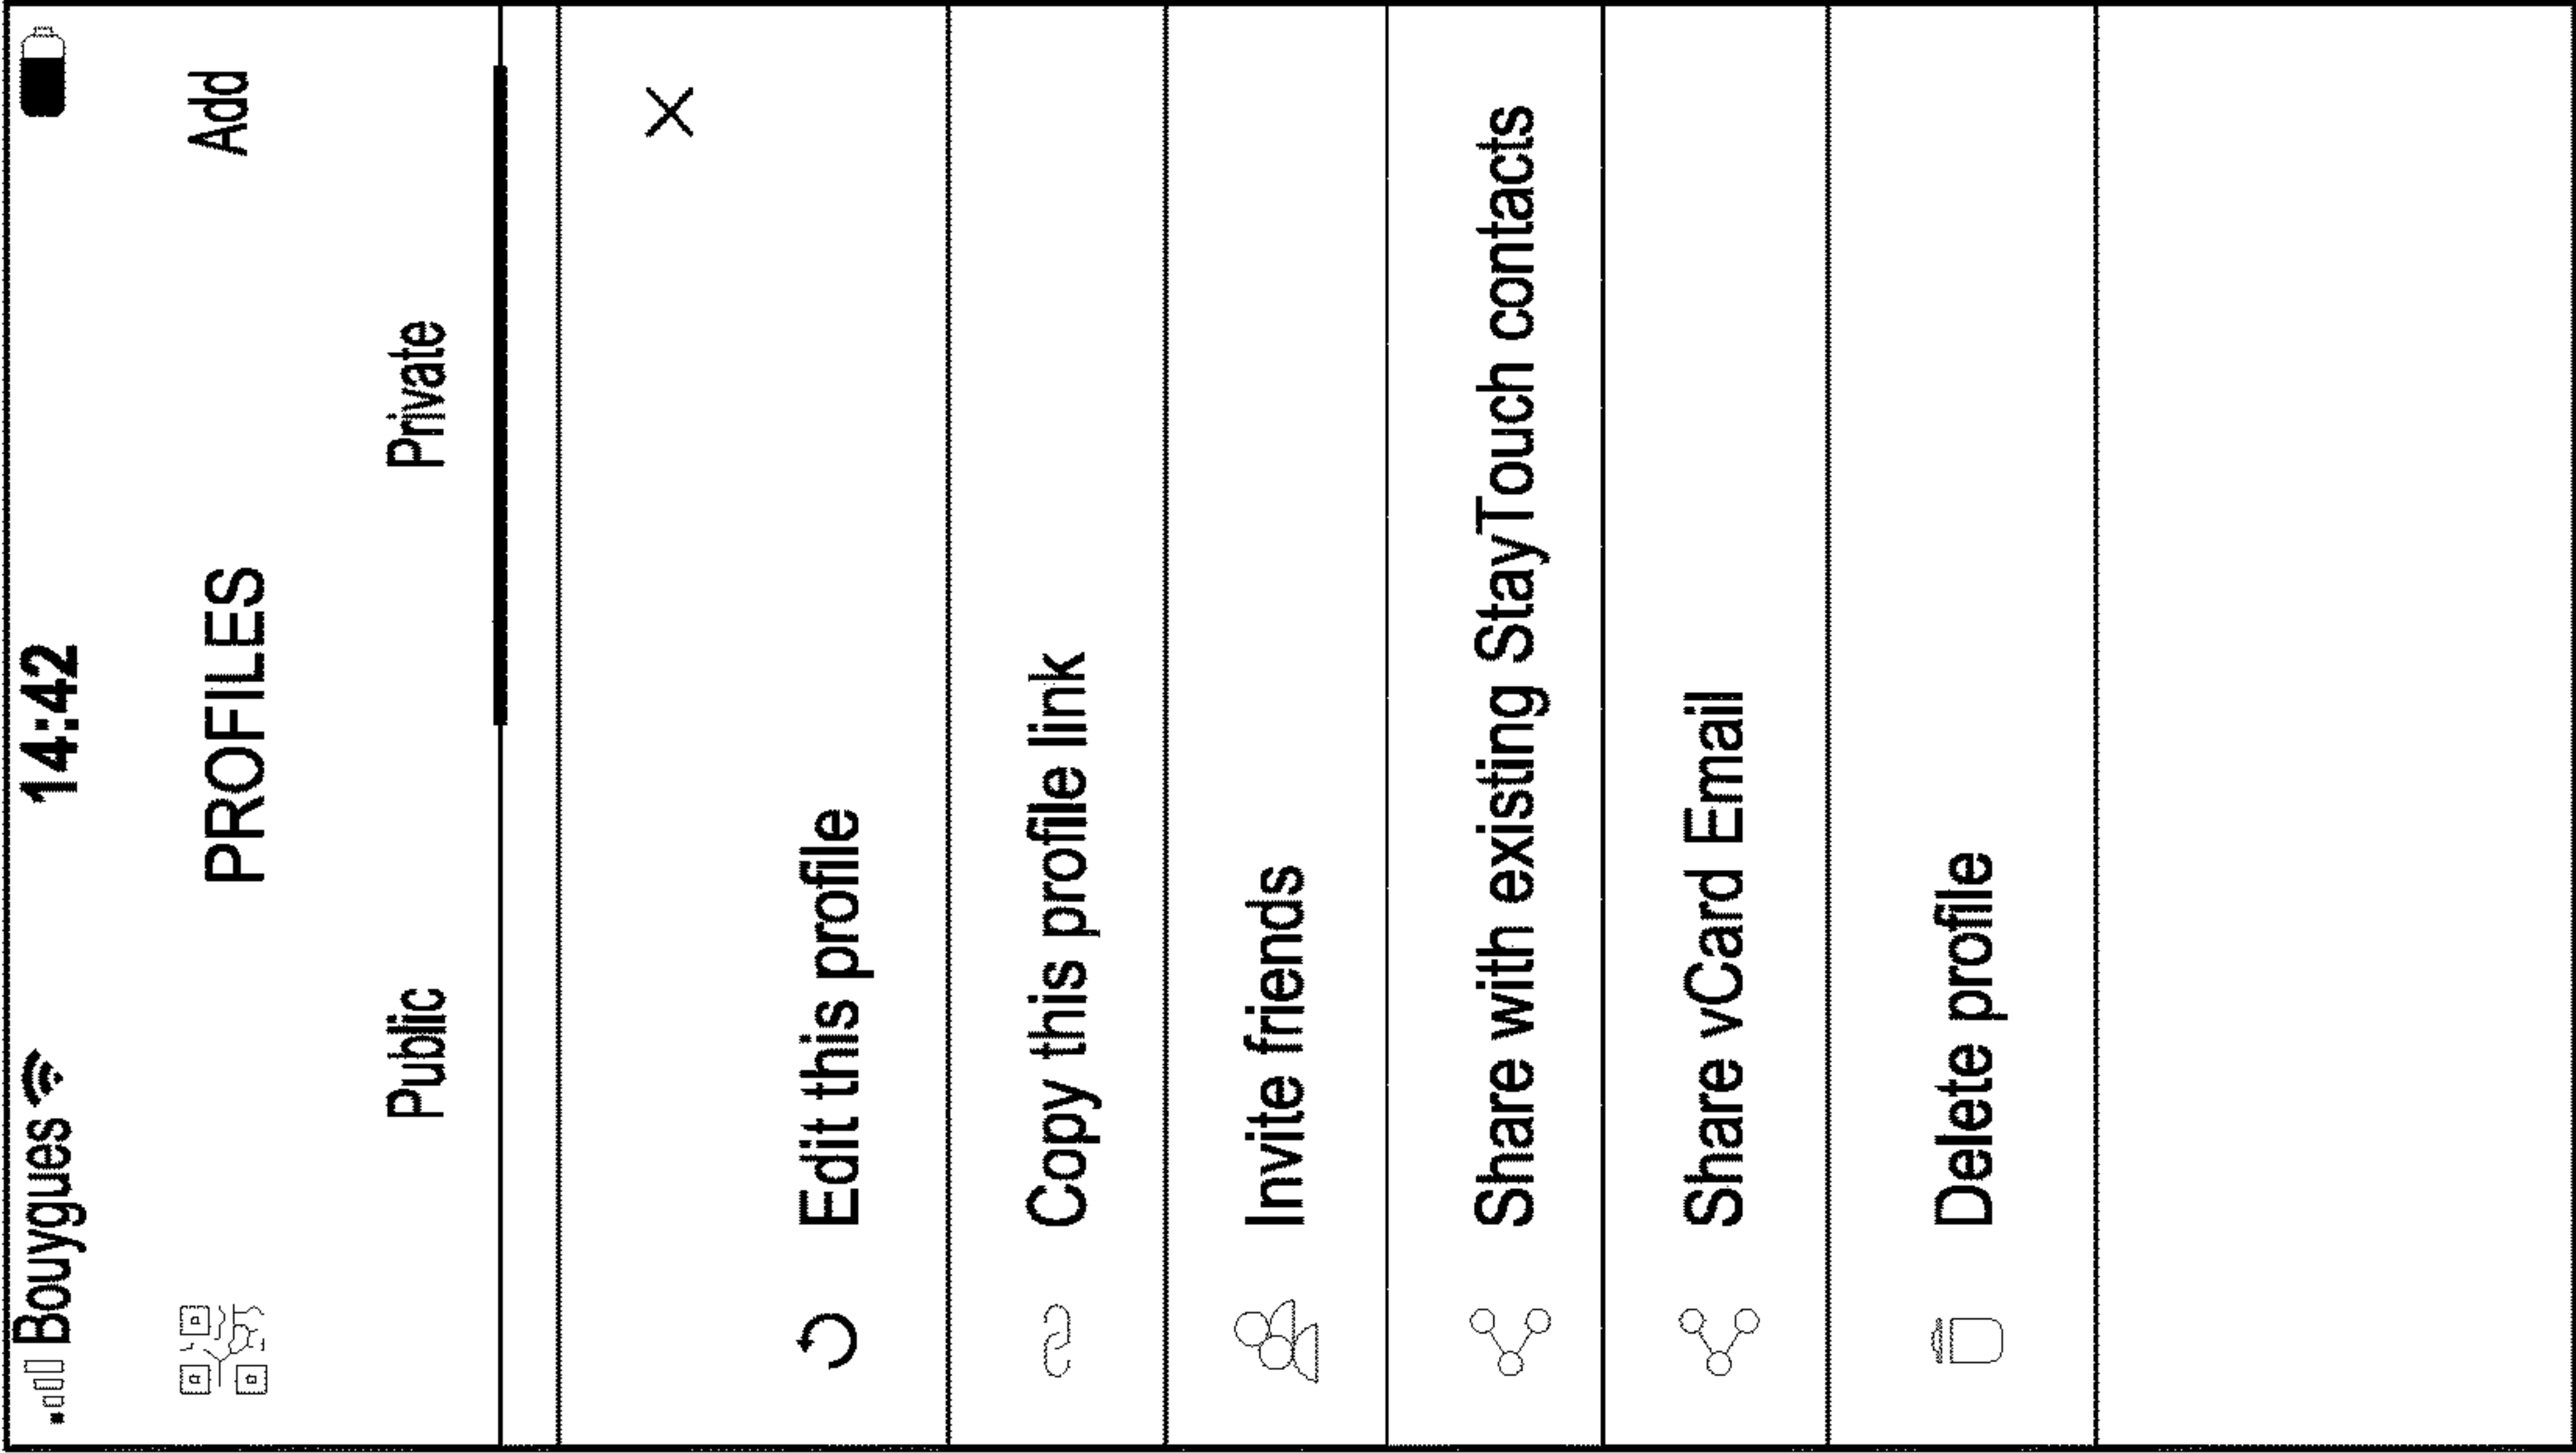 Bouygues 14:42
PROFILES Add
Public Private
Edit this profile
Copy this profile link
Invite friends
Share with existing StayTouch contacts
Share vCard Email
Delete profile